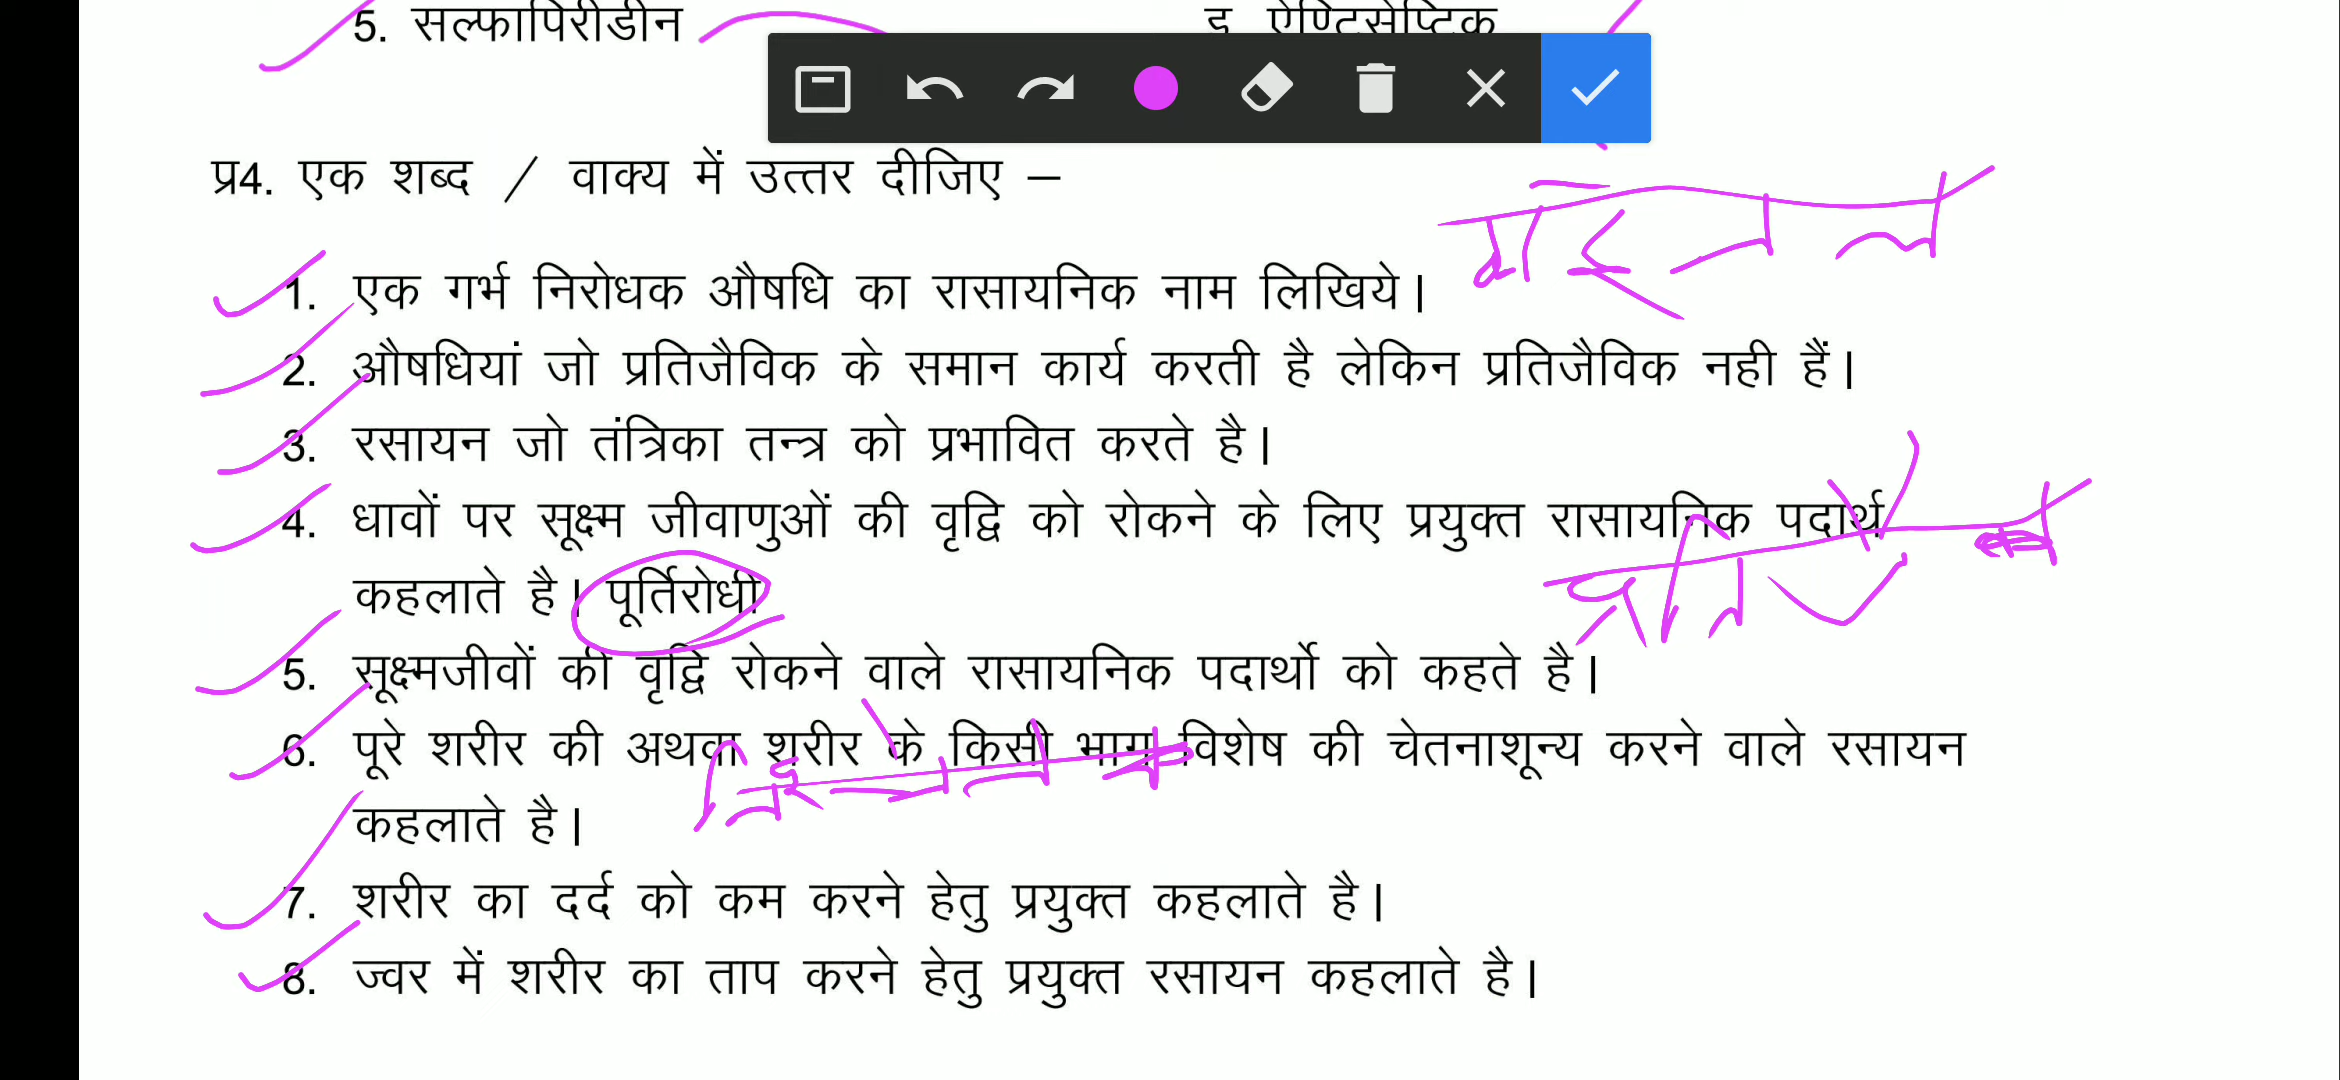 5. सल्फापिरीडीन ड ऐण्टिसेप्टिक
प्र4. एक शब्द / वाक्य में उत्तर दीजिए –
1. एक गर्भ निरोधक औषधि का रासायनिक नाम लिखिये।
2. औषधियां जो प्रतिजैविक के समान कार्य करती है लेकिन प्रतिजैविक नही हैं।
3. रसायन जो तंत्रिका तन्त्र को प्रभावित करते है।
4. धावों पर सूक्ष्म जीवाणुओं की वृद्वि को रोकने के लिए प्रयुक्त रासायनिक पदार्थ
कहलाते है। पूर्तिरोधी
5. सूक्ष्मजीवों की वृद्वि रोकने वाले रासायनिक पदार्थो को कहते है।
6. पूरे शरीर की अथवा शरीर के किसी भाग विशेष की चेतनाशून्य करने वाले रसायन
कहलाते है।
7. शरीर का दर्द को कम करने हेतु प्रयुक्त कहलाते है।
8. ज्वर में शरीर का ताप करने हेतु प्रयुक्त रसायन कहलाते है।